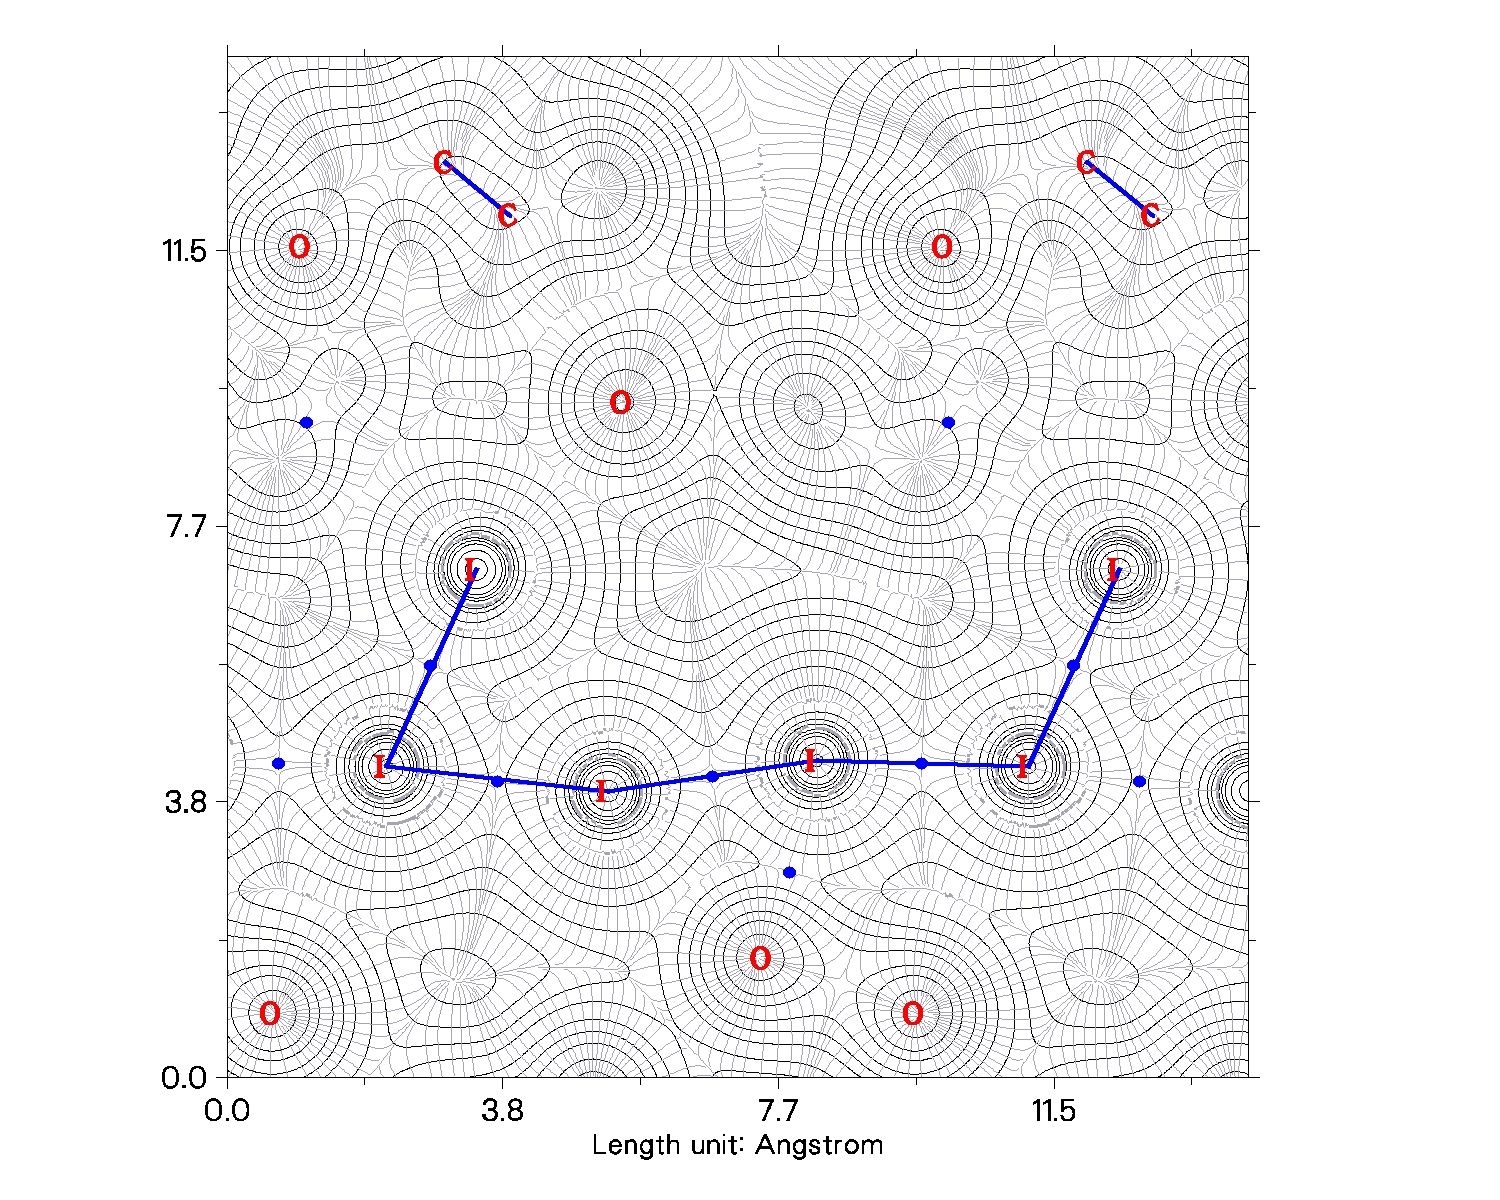 C C
C C
O O
11.5
O
7.7
I I
I I I I
3.8
O
O O
0.0
0.0 3.8 7.7 11.5
Length unit: Angstrom